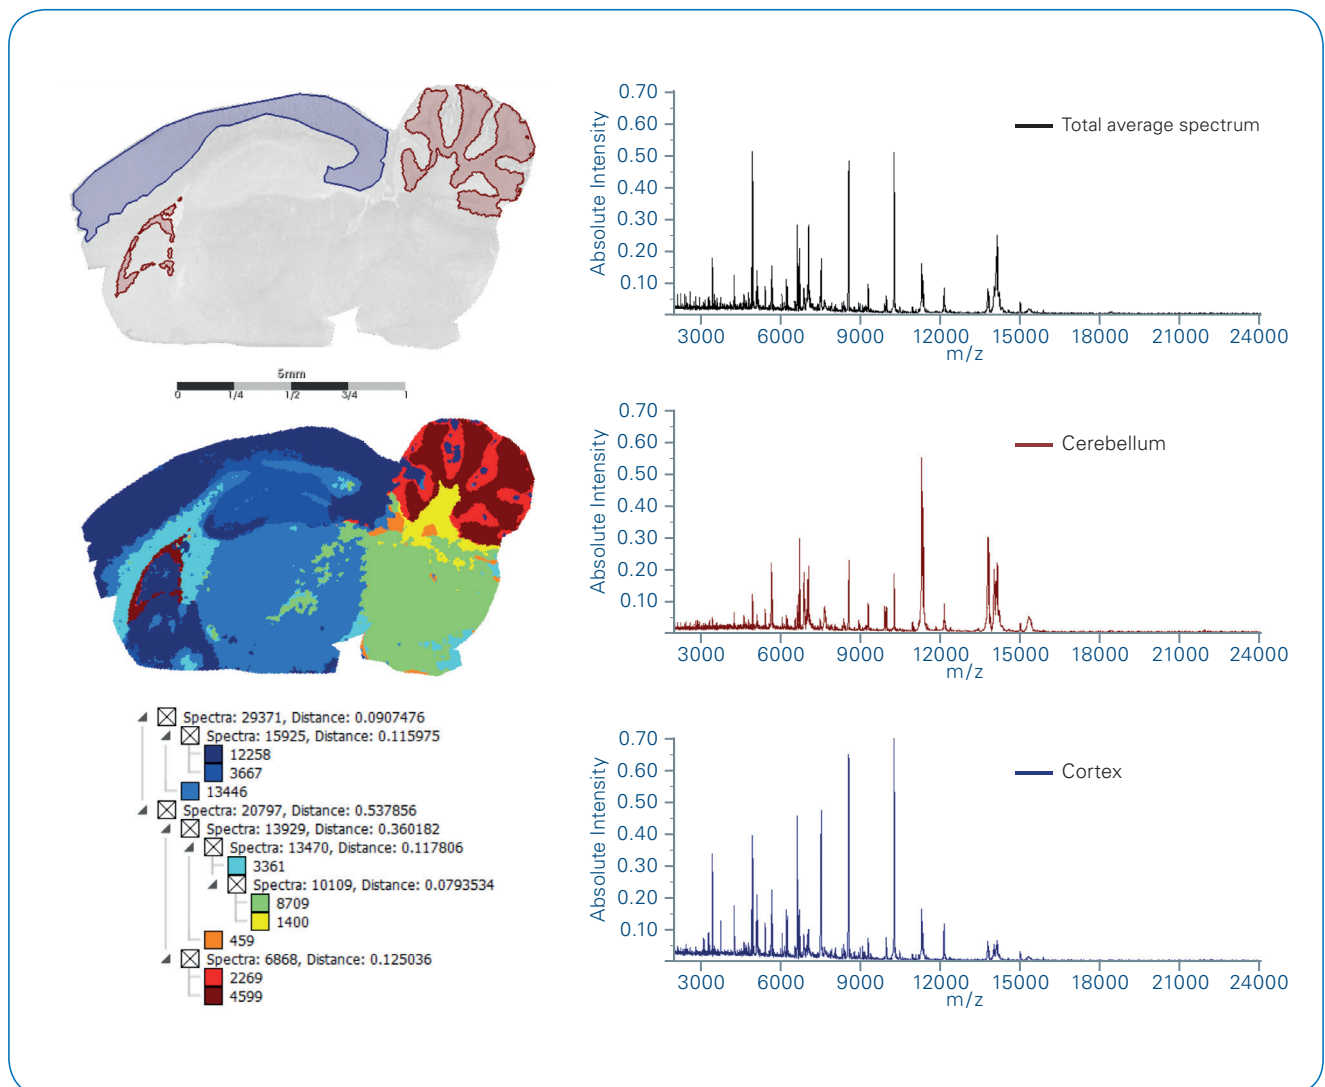 5mm
0 1/4 1/2 3/4 1
Spectra: 29371, Distance: 0.0907476
Spectra: 15925, Distance: 0.115975
12258
3667
13446
Spectra: 20797, Distance: 0.537856
Spectra: 13929, Distance: 0.360182
Spectra: 13470, Distance: 0.117806
3361
Spectra: 10109, Distance: 0.0793534
8709
1400
459
Spectra: 6868, Distance: 0.125036
2269
4599
Absolute Intensity
0.70
0.60
0.50
0.40
0.30
0.20
0.10
Total average spectrum
3000 6000 9000 12000 15000 18000 21000 24000
m/z
Absolute Intensity
0.70
0.60
0.50
0.40
0.30
0.20
0.10
Cerebellum
3000 6000 9000 12000 15000 18000 21000 24000
m/z
Absolute Intensity
0.70
0.60
0.50
0.40
0.30
0.20
0.10
Cortex
3000 6000 9000 12000 15000 18000 21000 24000
m/z